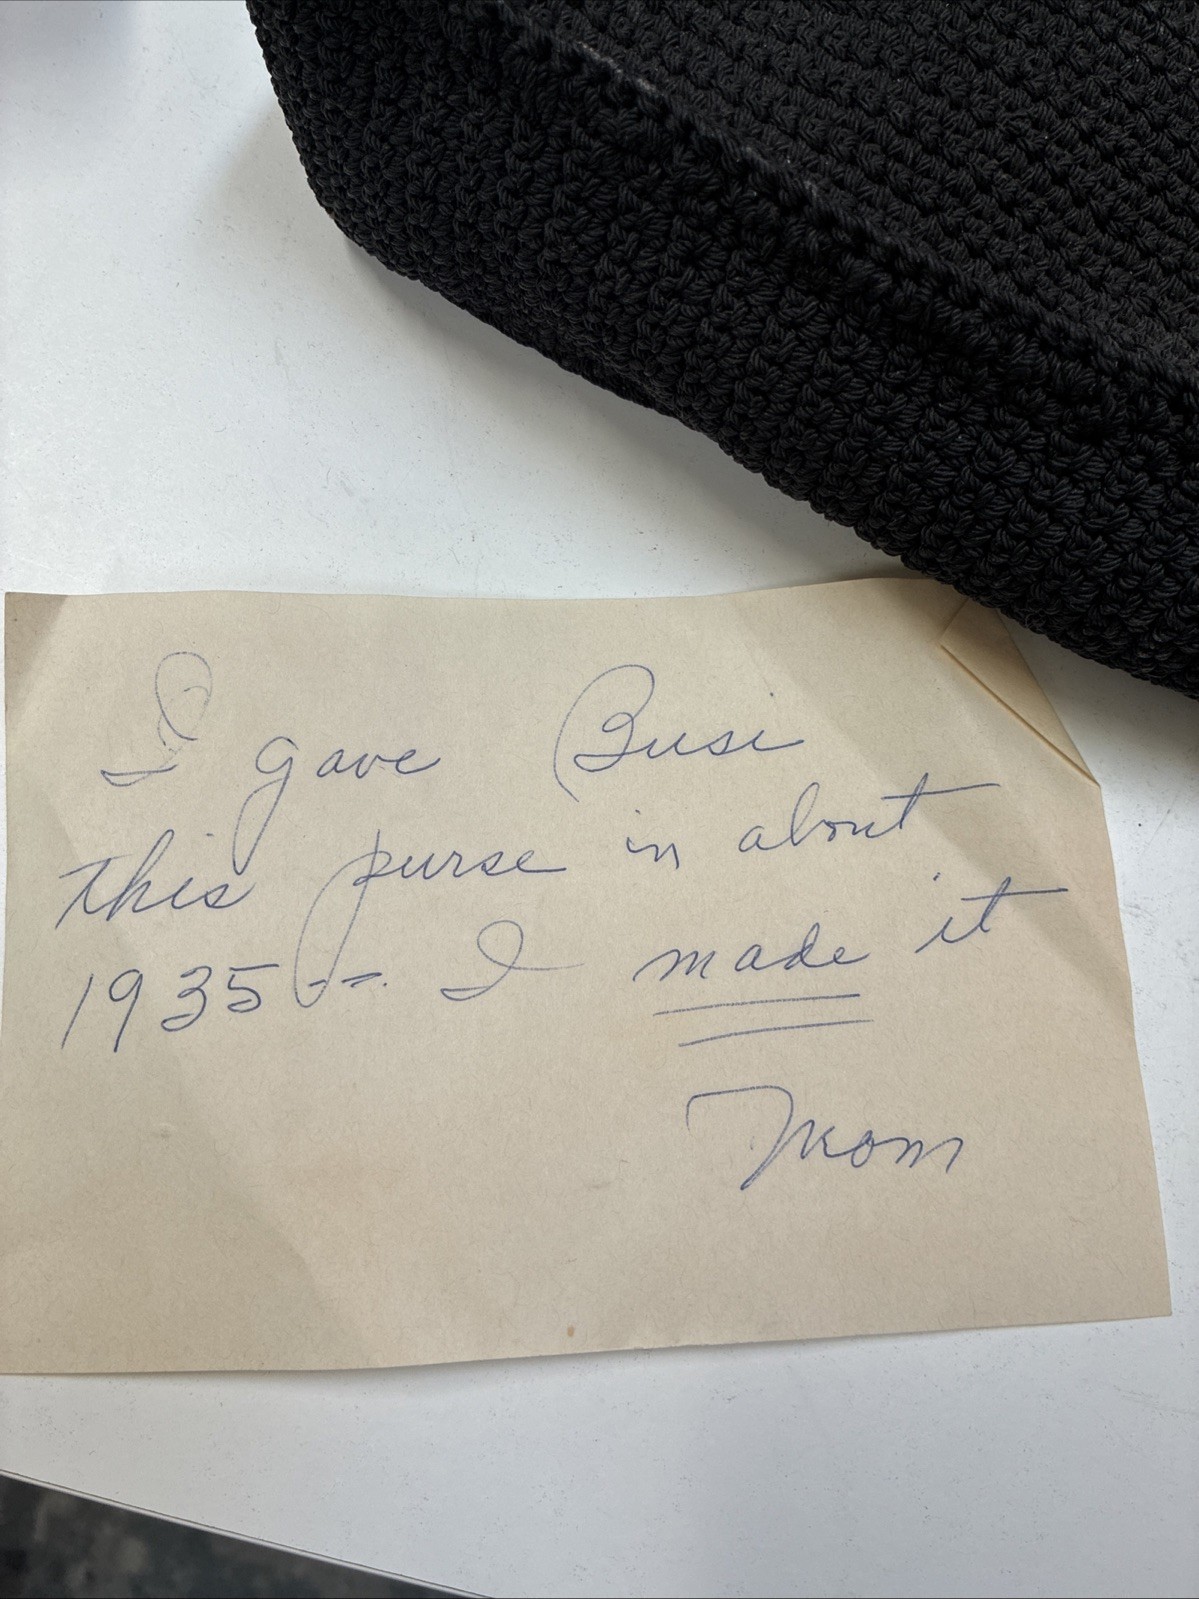 I gave Busi
this purse in about
1935 -- . I made it
Mom